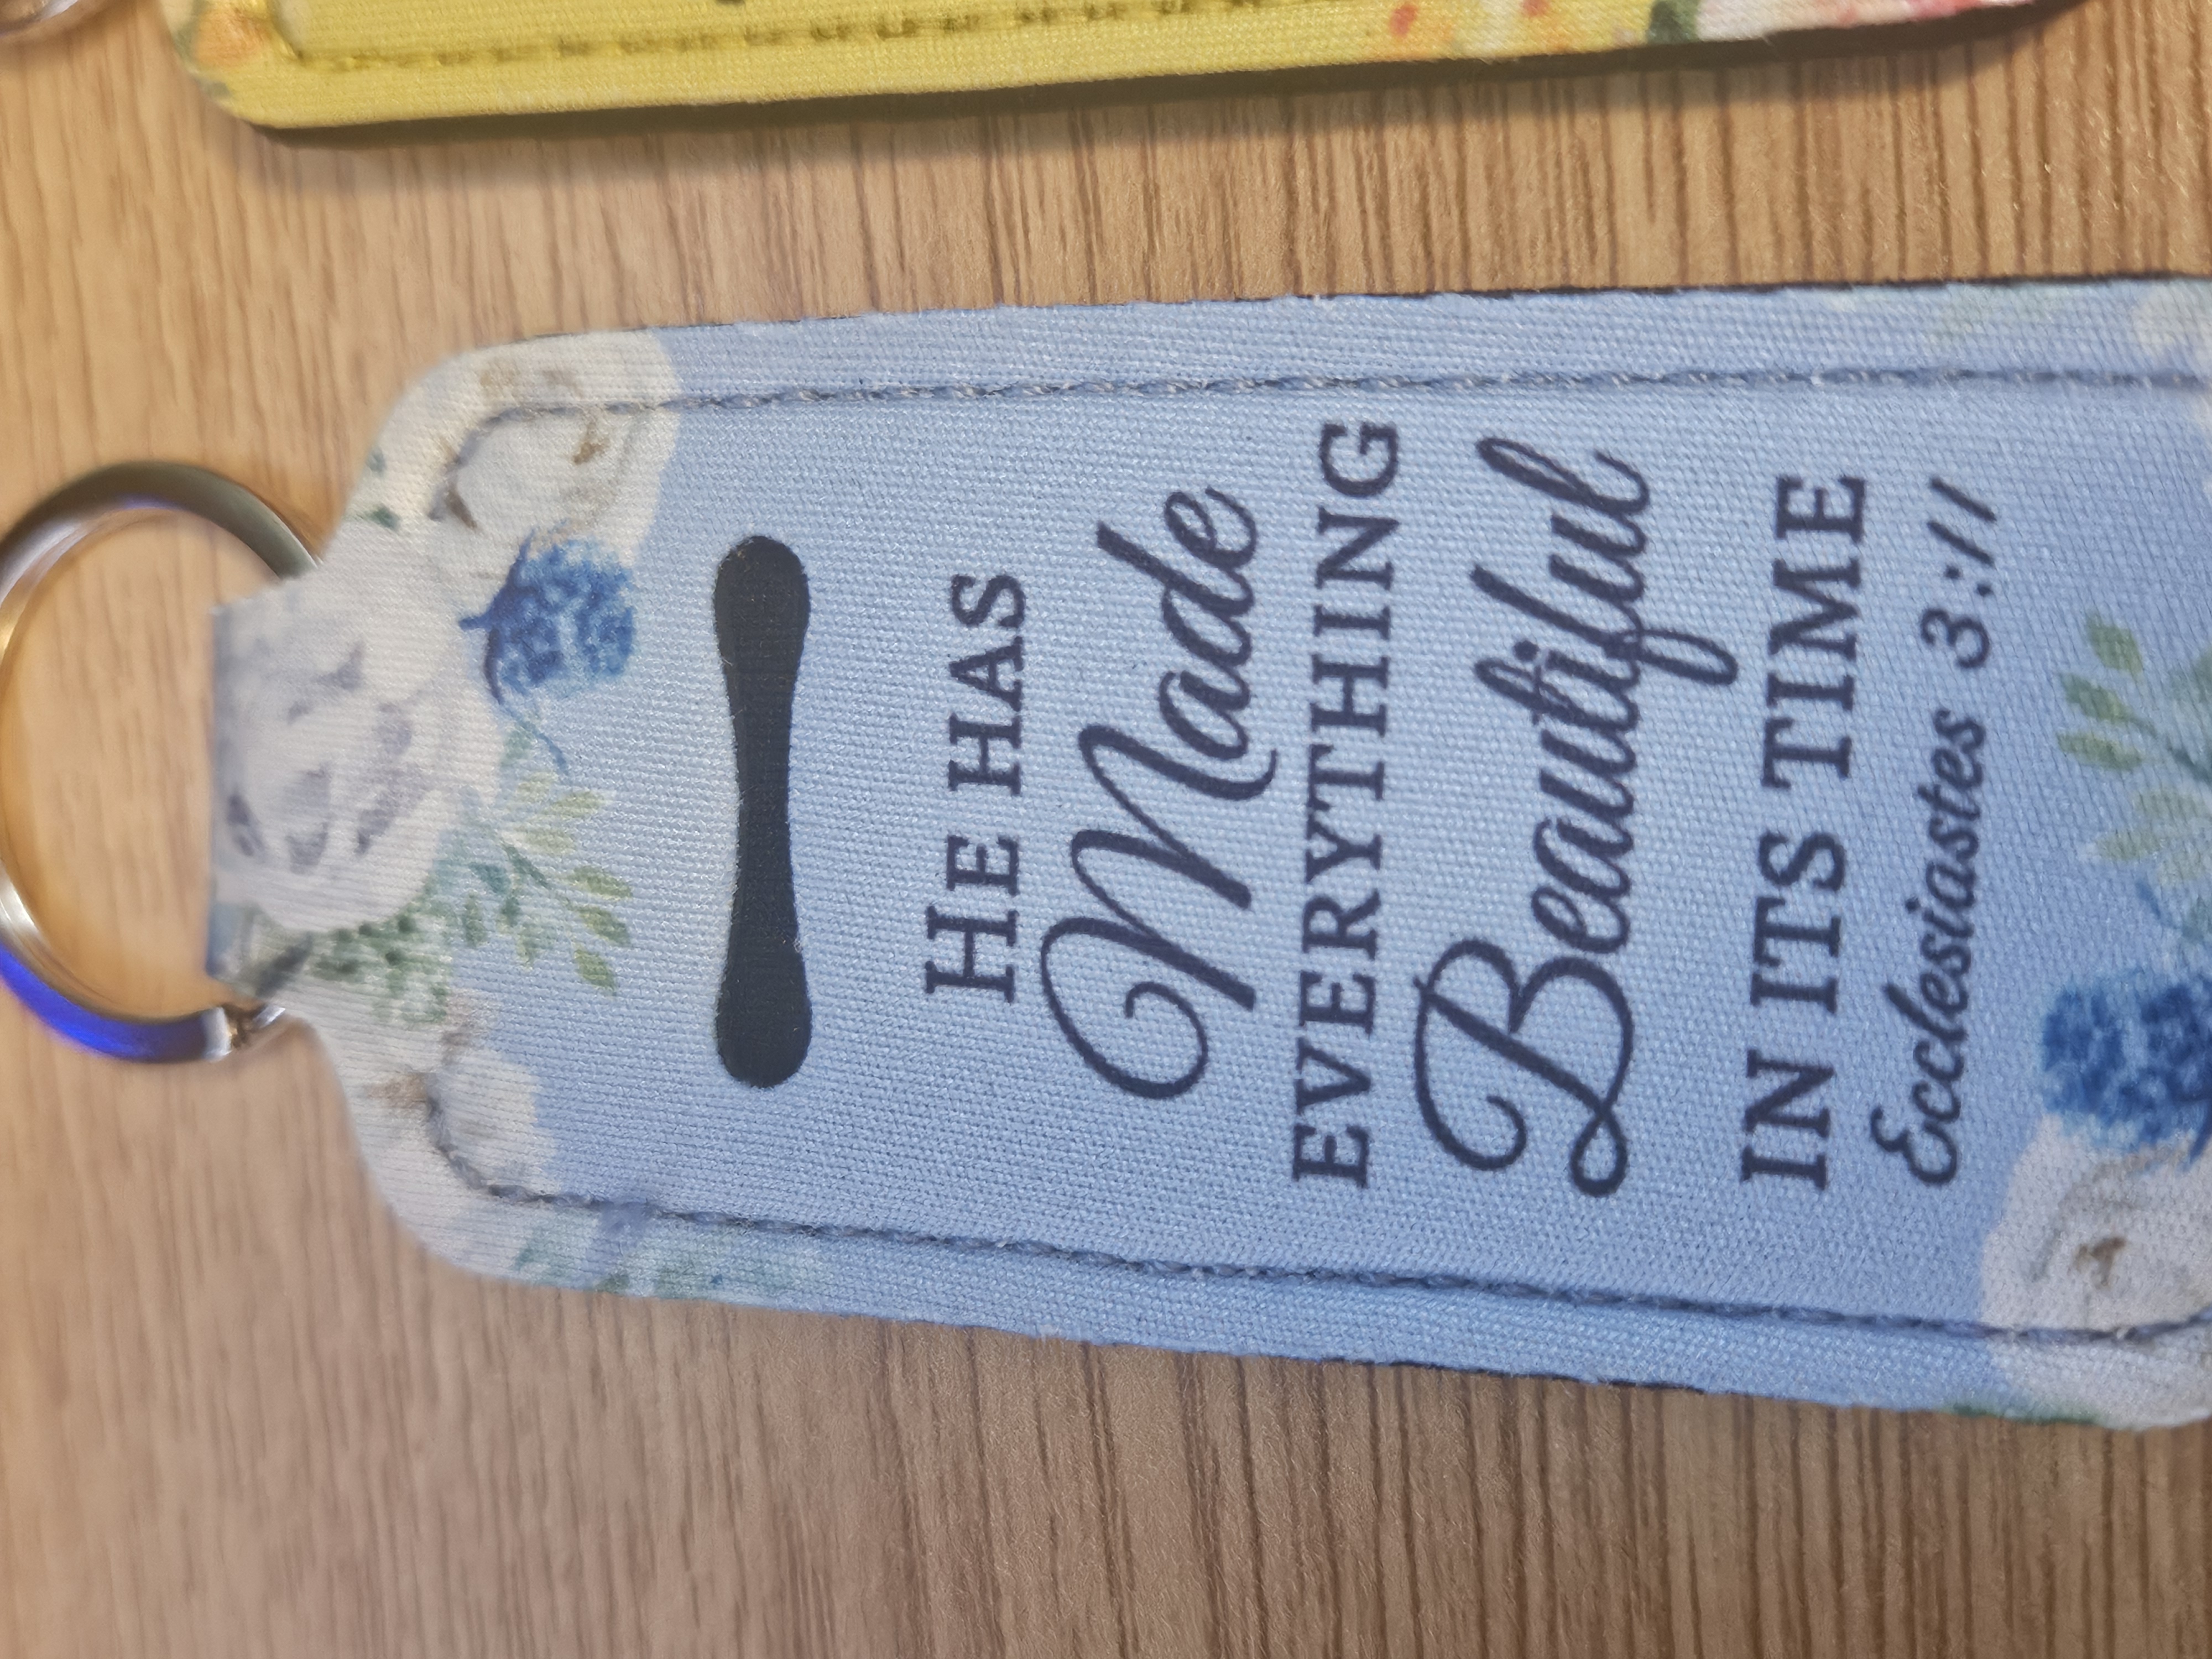 HE HAS
Made
EVERYTHING
Beautiful
IN ITS TIME
Ecclesiastes 3:11